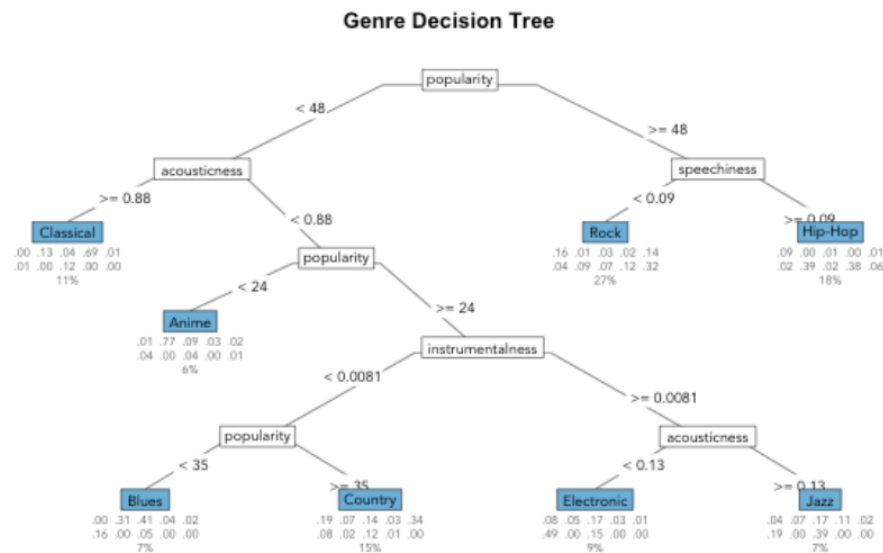 Genre Decision Tree
popularity
< 48
>= 48
acousticness
speechiness
>= 0.88
< 0.88
< 0.09
>= 0.09
Classical
.00 .13 .04 .69 .01
.01 .00 .12 .00 .00
11%
popularity
Rock
.16 .01 .03 .02 .14
.04 .09 .07 .12 .32
27%
Hip-Hop
.09 .00 .01 .00 .01
.02 .39 .02 .38 .06
18%
< 24
>= 24
Anime
.01 .77 .09 .03 .02
.04 .00 .04 .00 .01
6%
instrumentalness
< 0.0081
>= 0.0081
popularity
acousticness
< 35
>= 35
< 0.13
>= 0.13
Blues
.00 .31 .41 .04 .02
.16 .00 .05 .00 .00
7%
Country
.19 .07 .14 .03 .34
.08 .02 .12 .01 .00
15%
Electronic
.08 .05 .17 .03 .01
.49 .00 .15 .00 .00
9%
Jazz
.04 .07 .17 .11 .02
.19 .00 .39 .00 .00
7%